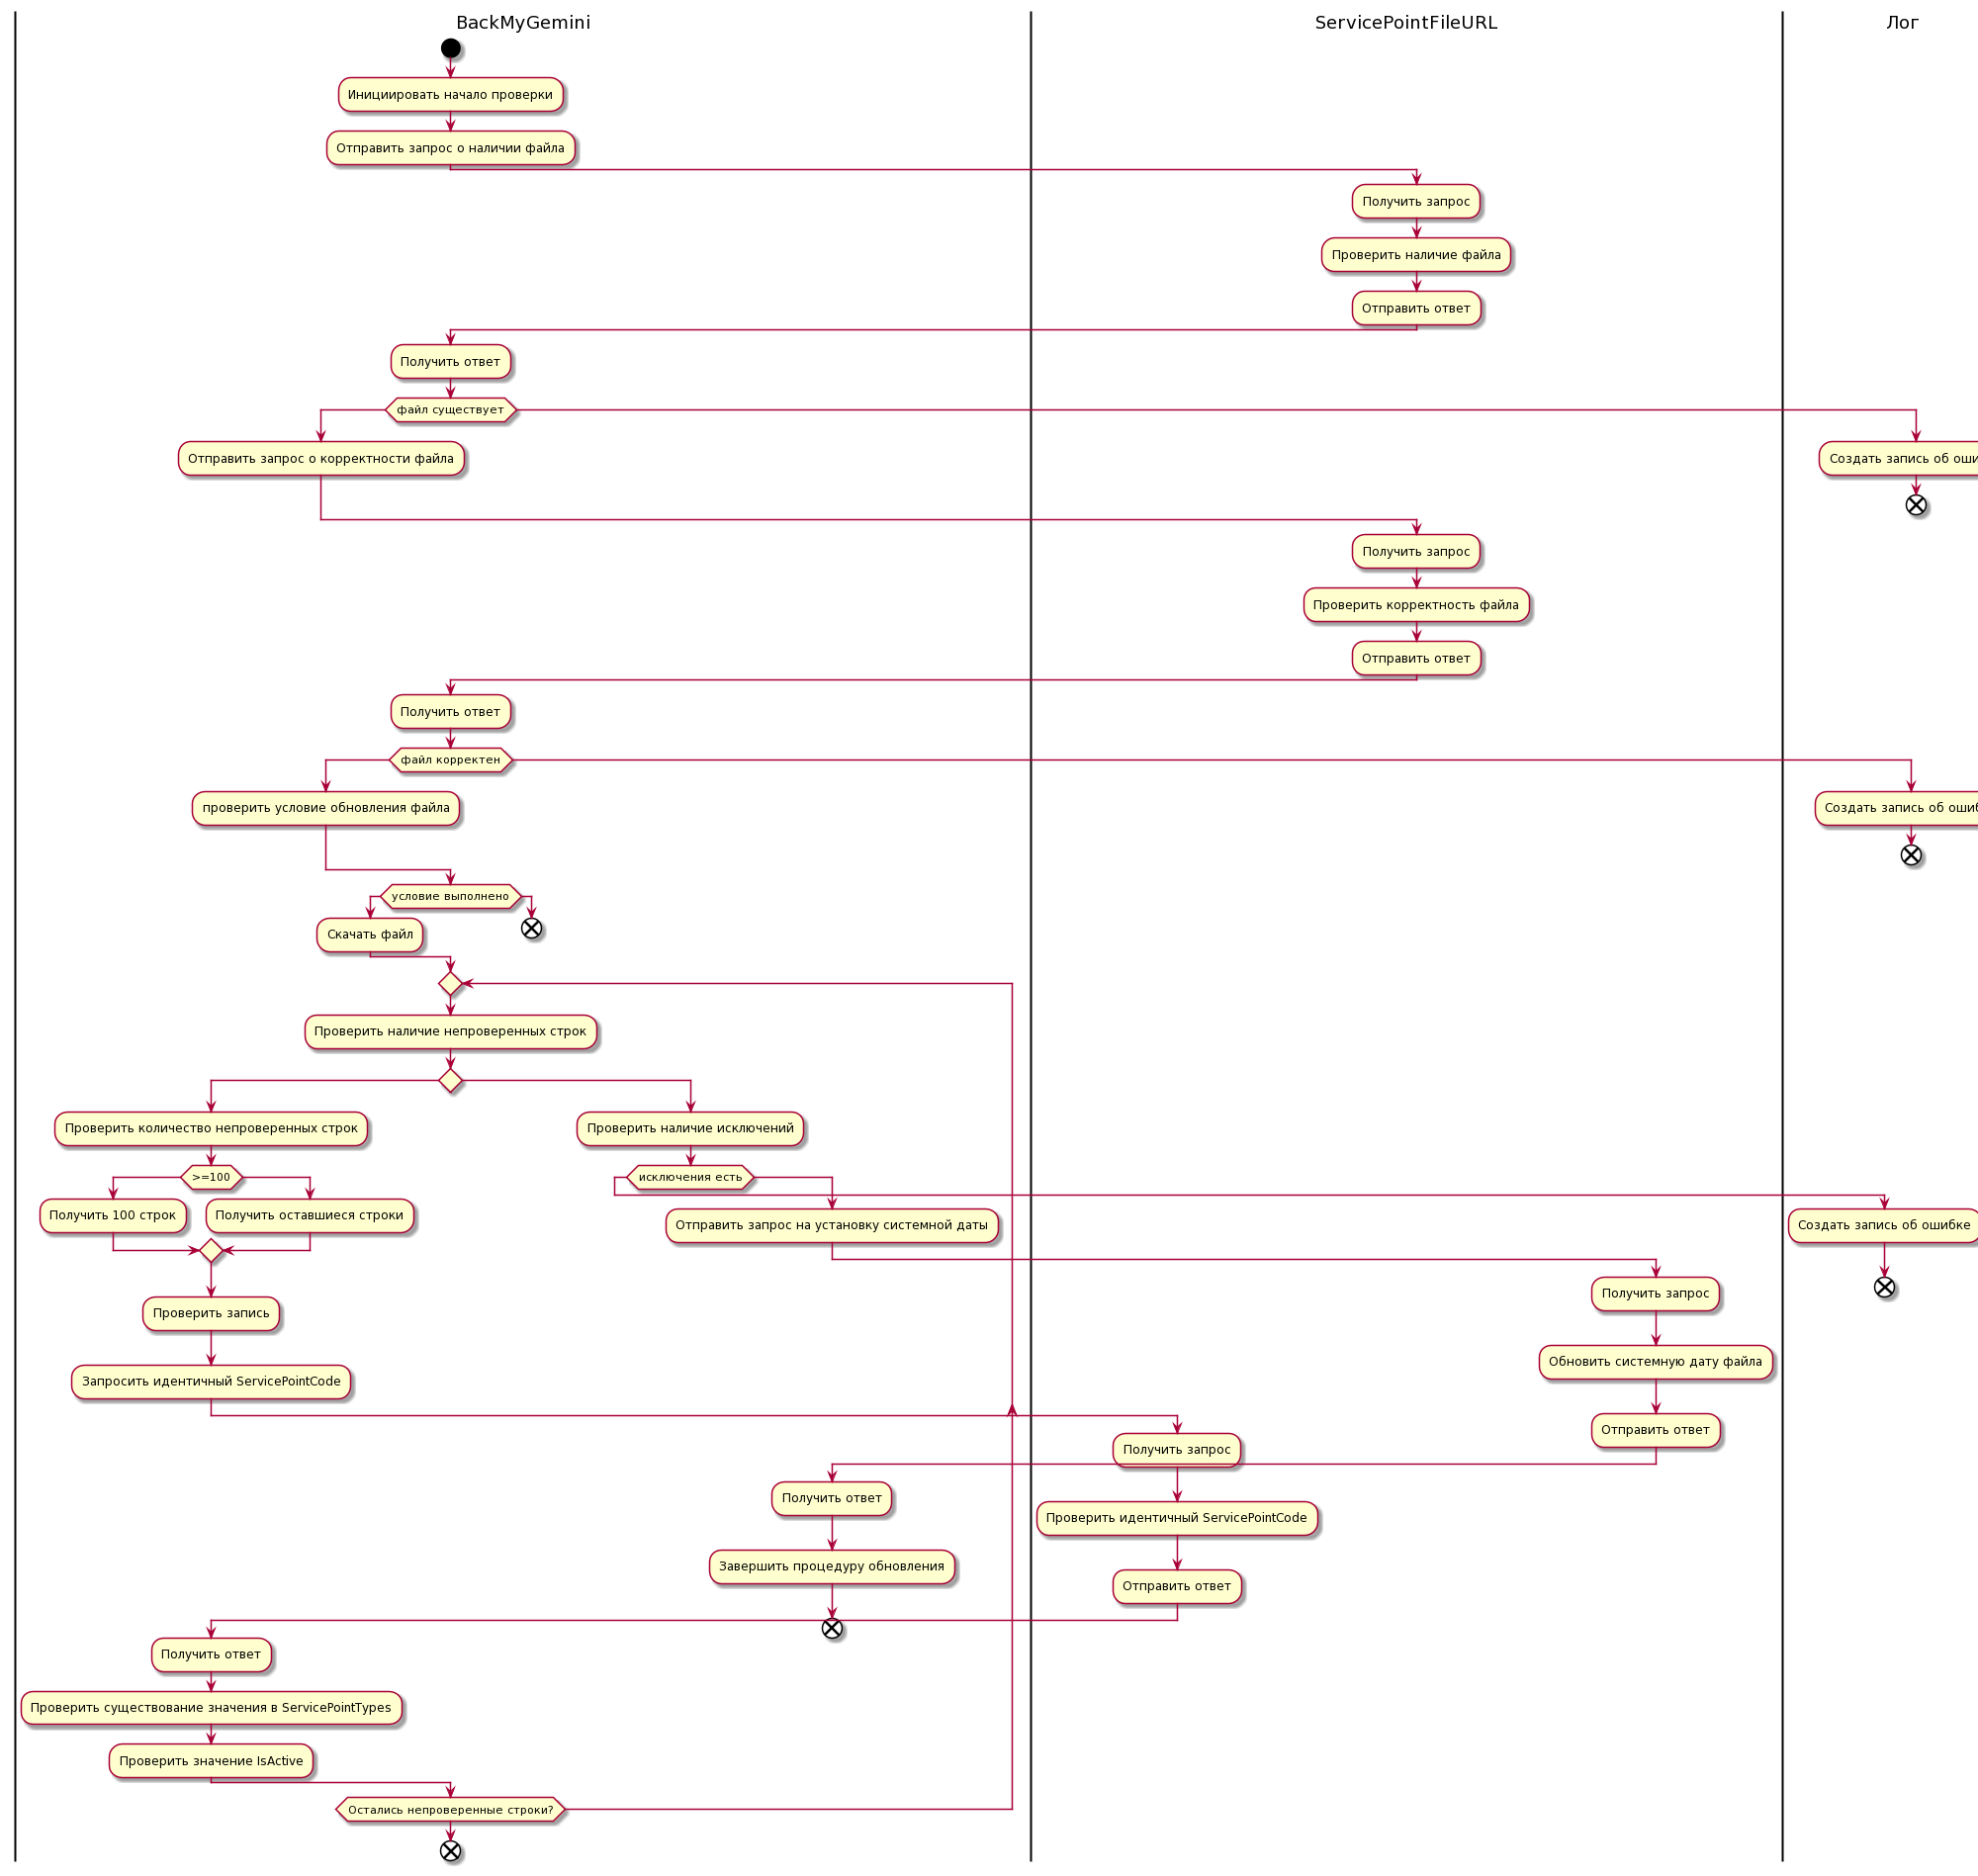 BackMyGemini
ServicePointFileURL
Лог
Инициировать начало проверки
Отправить запрос о наличии файла
Получить запрос
Проверить наличие файла
Отправить ответ
Получить ответ
файл существует
Отправить запрос о корректности файла
Создать запись об
Получить запрос
Проверить корректность файла
Отправить ответ
Получить ответ
файл корректен
проверить условие обновления файла
Создать запись об
условие выполнено
Скачать файл
Проверить наличие непроверенных строк
Проверить количество непроверенных строк
Проверить наличие исключений
>=100
исключения есть
Получить 100 строк
Получить оставшиеся строки
Отправить запрос на установку системной даты
Создать запись об ошибке
Получить запрос
Проверить запись
Обновить системную дату файла
Запросить идентичный ServicePointCode
Отправить ответ
Получить запрос
Получить ответ
Проверить идентичный ServicePointCode
Завершить процедуру обновления
Отправить ответ
Получить ответ
Проверить существование значения в ServicePointTypes
Проверить значение IsActive
Остались непроверенные строки?